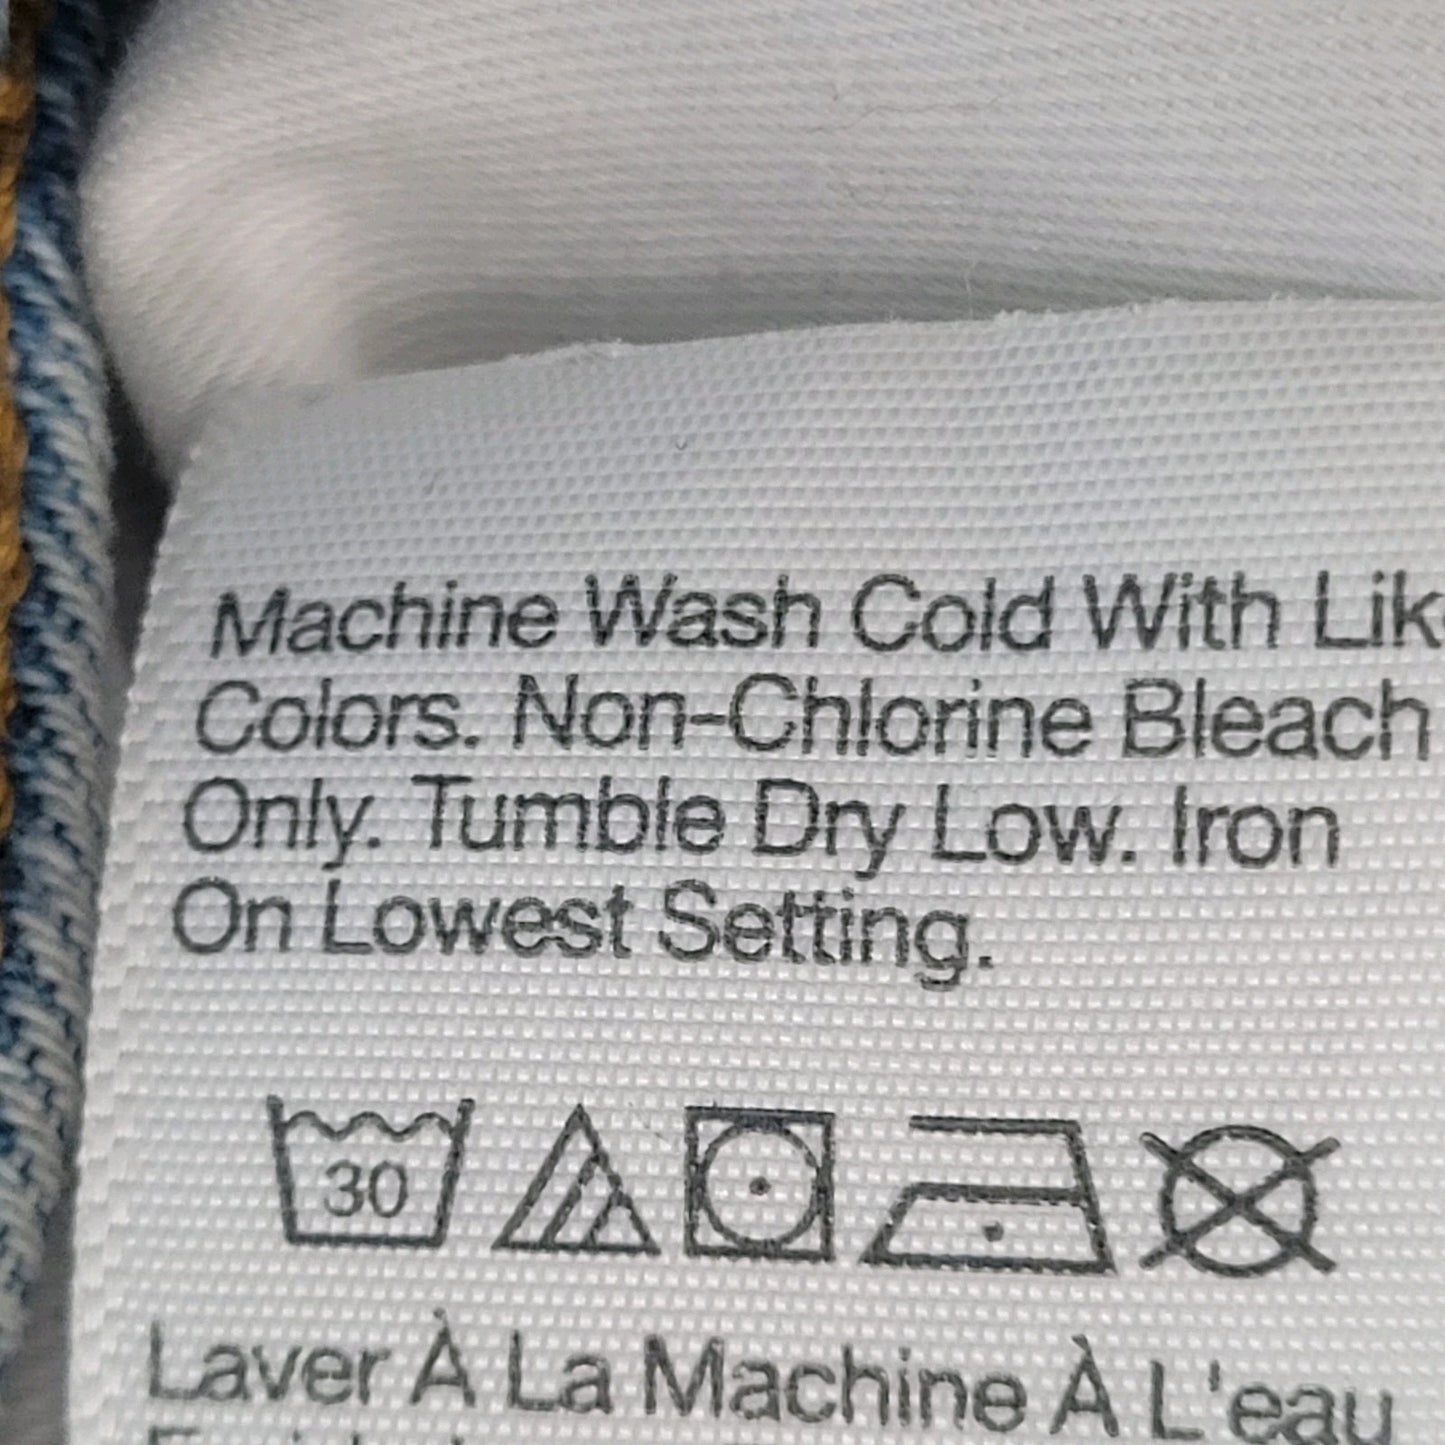 Machine Wash Cold With Lik
Colors. Non-Chlorine Bleach
Only. Tumble Dry Low. Iron
On Lowest Setting.
30
Laver À La Machine À L'eau